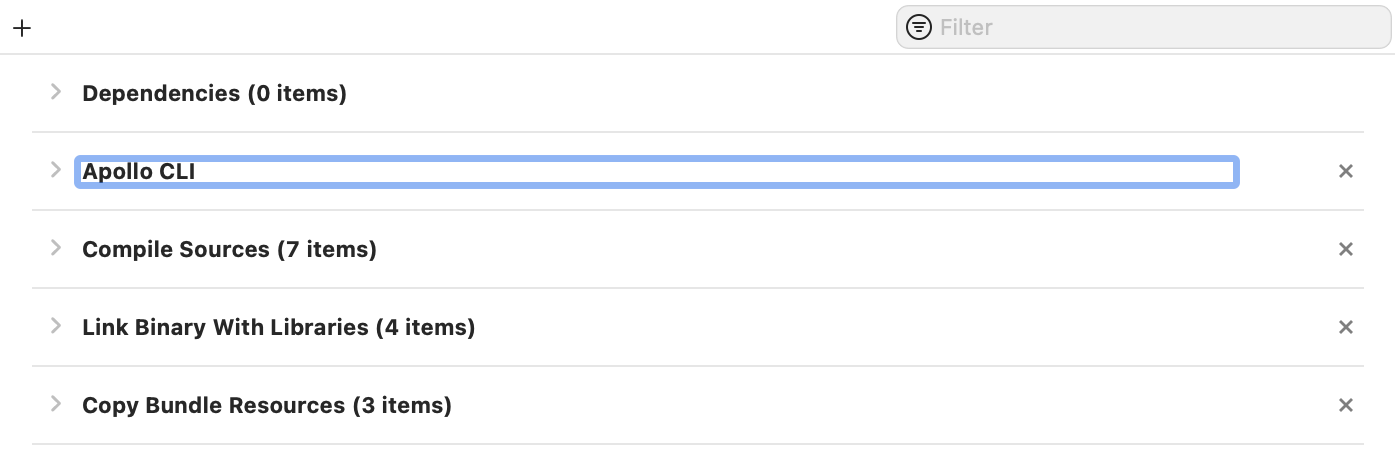 Filter
Dependencies (0 items)
Apollo CLI
Compile Sources (7 items)
Link Binary With Libraries (4 items)
Copy Bundle Resources (3 items)